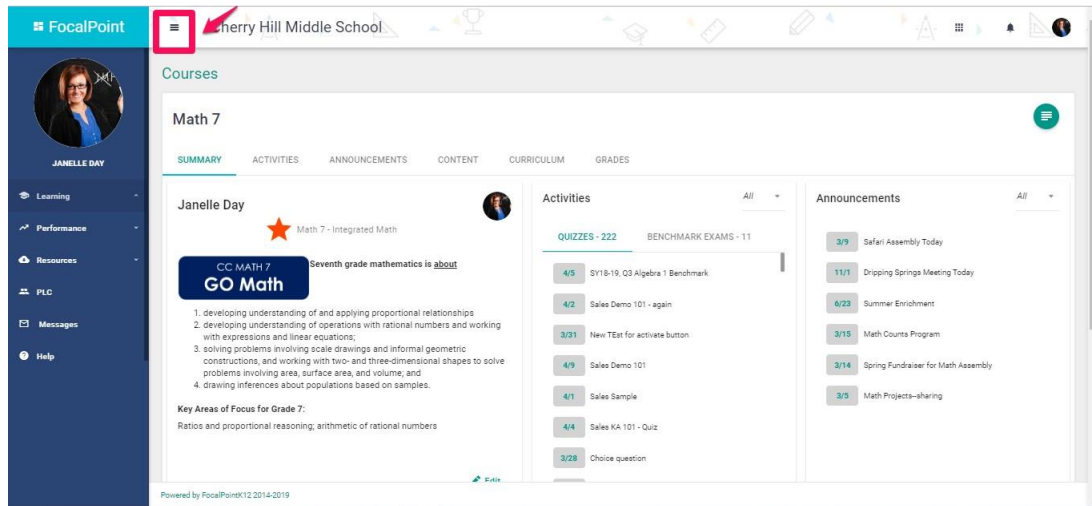 FocalPoint
Cherry Hill Middle School
JANELLE DAY
Learning
Performance
Resources
PLC
Messages
Help
Courses
Math 7
SUMMARY ACTIVITIES ANNOUNCEMENTS CONTENT CURRICULUM GRADES
Janelle Day
Math 7 - Integrated Math
CC MATH 7
GO Math
Seventh grade mathematics is about
1. developing understanding of and applying proportional relationships
2. developing understanding of operations with rational numbers and working
with expressions and linear equations;
3. solving problems involving scale drawings and informal geometric
constructions, and working with two- and three-dimensional shapes to solve
problems involving area, surface area, and volume; and
4. drawing inferences about populations based on samples.
Key Areas of Focus for Grade 7:
Ratios and proportional reasoning; arithmetic of rational numbers
Edit
Activities All
QUIZZES - 222 BENCHMARK EXAMS - 11
4/5 SY18-19, Q3 Algebra 1 Benchmark
4/2 Sales Demo 101 - again
3/31 New TEst for activate button
4/9 Sales Demo 101
4/1 Sales Sample
4/4 Sales KA 101 - Quiz
3/28 Choice question
Announcements All
3/9 Safari Assembly Today
11/1 Dripping Springs Meeting Today
6/23 Summer Enrichment
3/15 Math Counts Program
3/14 Spring Fundraiser for Math Assembly
3/5 Math Projects--sharing
Powered by FocalPointK12 2014-2019